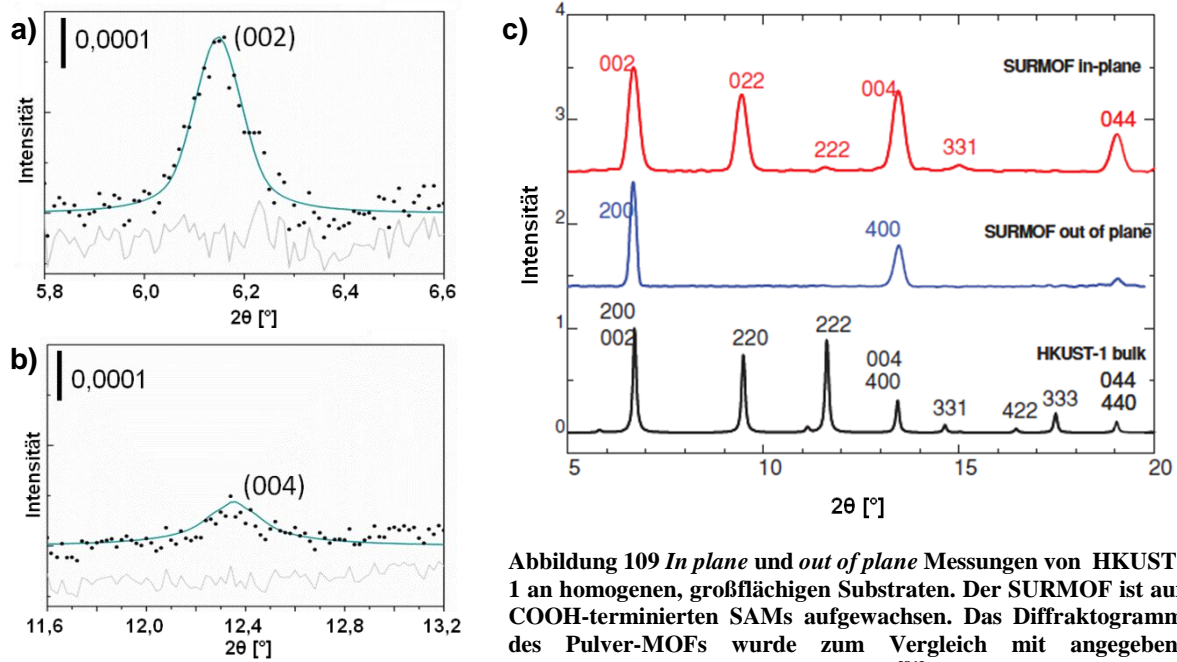 a)
0,0001
(002)
Intensität
5,8 6,0 6,2 6,4 6,6
2θ [°]
b)
0,0001
(004)
Intensität
11,6 12,0 12,4 12,8 13,2
2θ [°]
c)
4
3
2
1
0
Intensität
SURMOF in-plane
002 022 222 004 331 044
SURMOF out of plane
200 400
HKUST-1 bulk
200
002
220
222
004
400
331
422
333
044
440
5 10 15 20
2θ [°]
Abbildung 109 In plane und out of plane Messungen von HKUST-
1 an homogenen, großflächigen Substraten. Der SURMOF ist auf
COOH-terminierten SAMs aufgewachsen. Das Diffraktogramm
des Pulver-MOFs wurde zum Vergleich mit angegeben